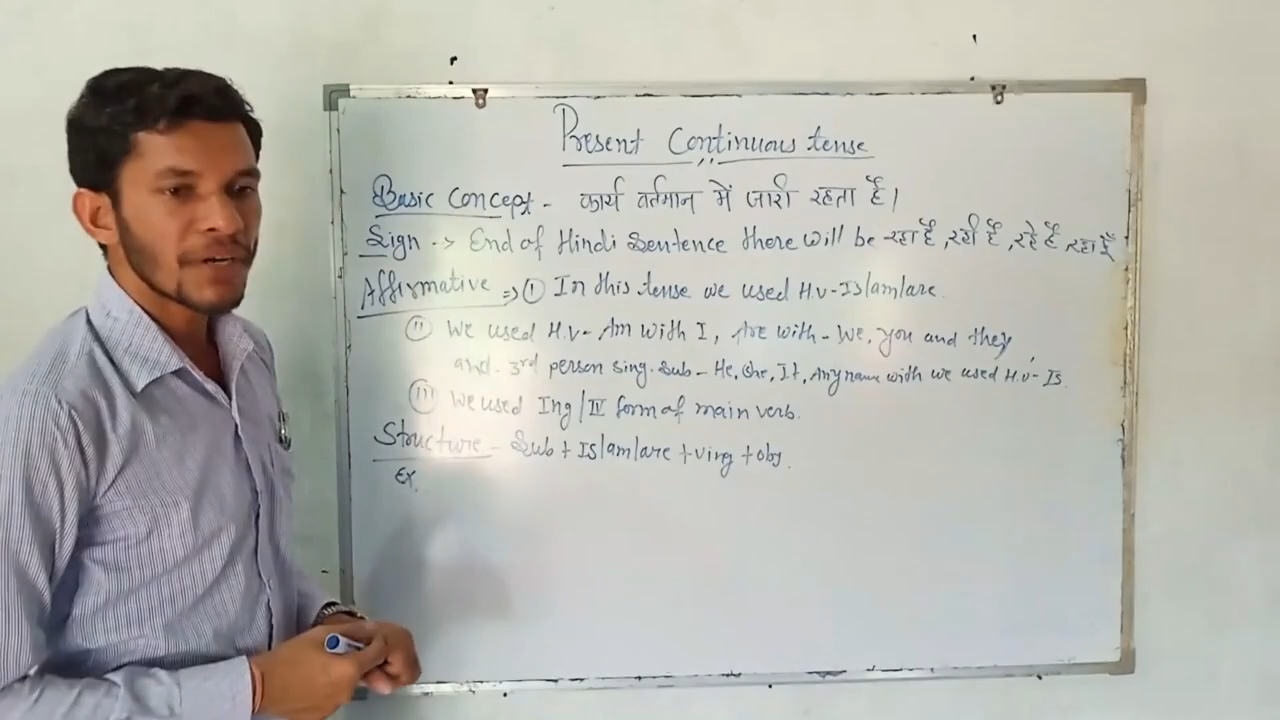 Present Continuous tense
Basic Concept - कार्य वर्तमान में जारी रहता है।
Sign -> End of Hindi Sentence there will be रहा है, रही है, रहे हैं, रहा हूँ
Affirmative => (I) In this tense we used H.V-Is/am/are.
(II) We used H.V- Am with I, Are with - We, you and they
and 3rd person sing. Sub - He, She, It, Any name with we used H.V- Is.
(III) We used Ing/IV form of main verb.
Structure - Sub + Is/am/are + ving + obj.
Ex.